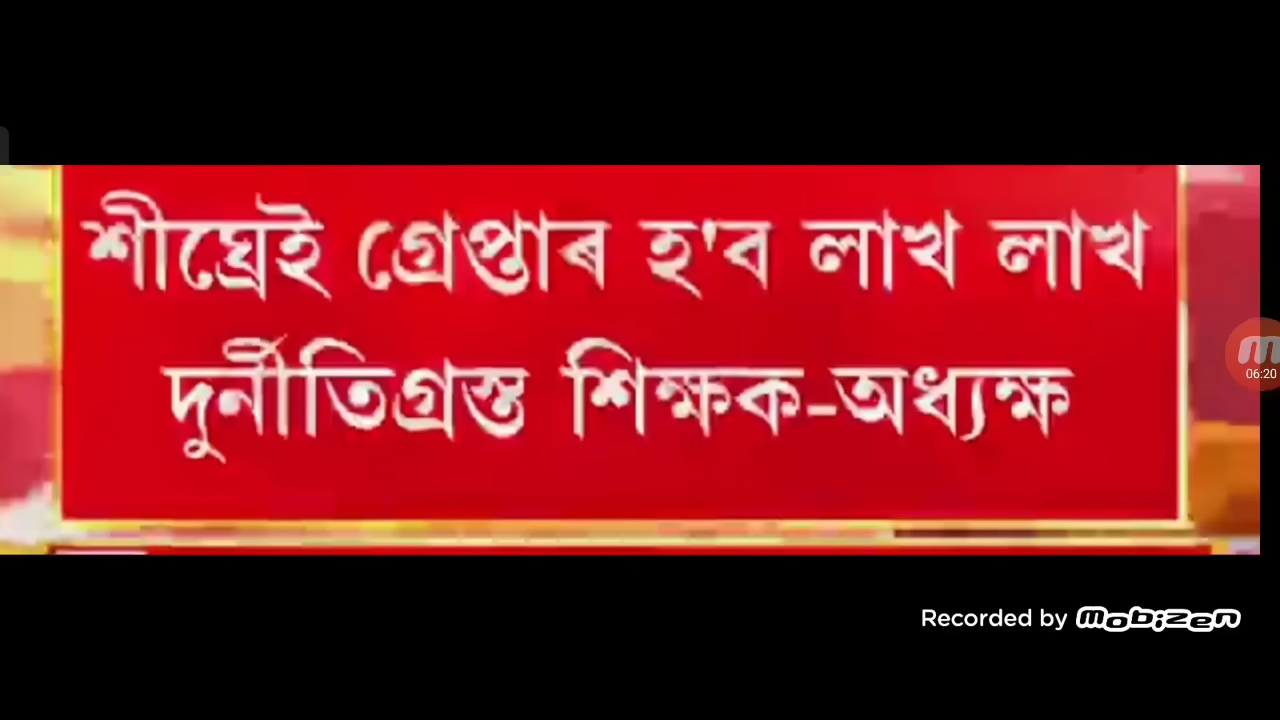 শীঘ্ৰেই গ্ৰেপ্তাৰ হ'ব লাখ লাখ
দুৰ্নীতিগ্ৰস্ত শিক্ষক-অধ্যক্ষ
06:20
Recorded by mobizen